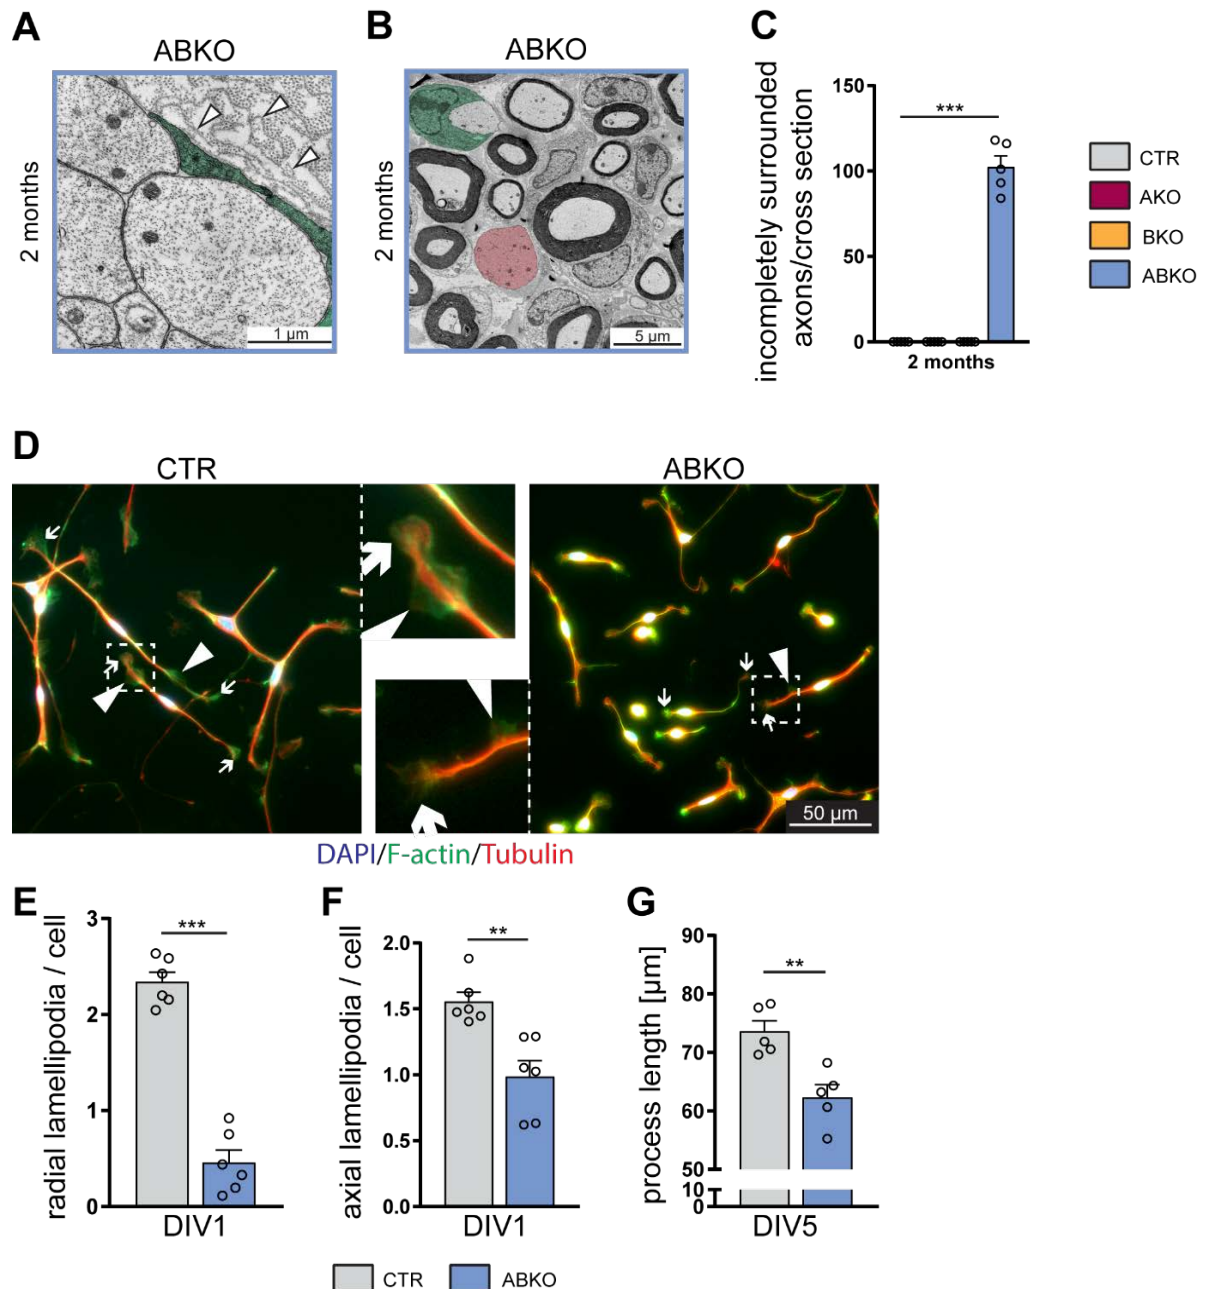 A
ABKO
2 months
1 µm
B
ABKO
2 months
5 µm
C
incompletely surrounded
axons/cross section
150
100
50
0
***
2 months
CTR
AKO
BKO
ABKO
D
CTR
ABKO
50 µm
DAPI/F-actin/Tubulin
E
radial lamellipodia / cell
3
2
1
0
***
DIV1
F
axial lamellipodia / cell
2.0
1.5
1.0
0.5
0.0
**
DIV1
G
process length [µm]
90
80
70
60
50
10
0
**
DIV5
CTR
ABKO